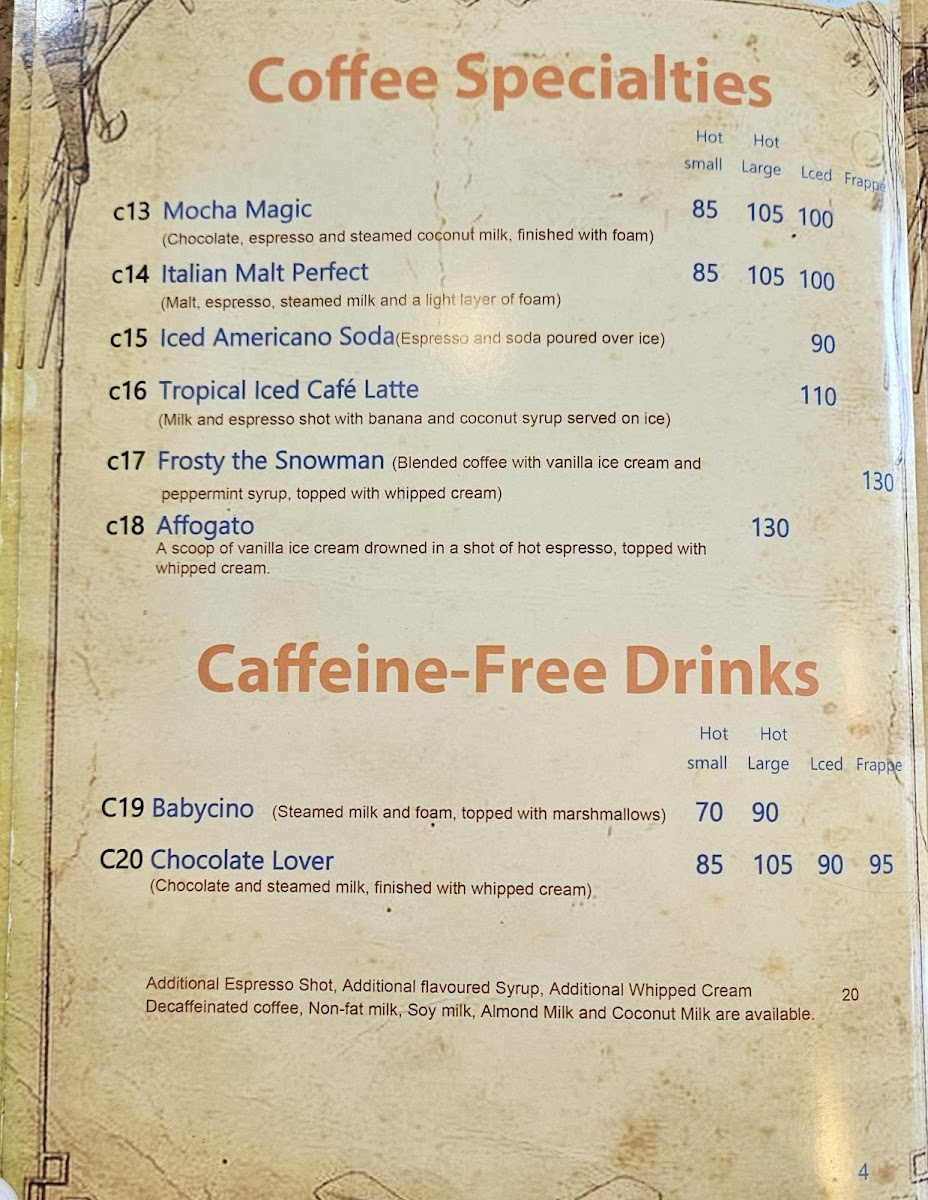 Coffee Specialties
Hot Hot
small Large Lced Frappe
c13 Mocha Magic 85 105 100
(Chocolate, espresso and steamed coconut milk, finished with foam)
c14 Italian Malt Perfect 85 105 100
(Malt, espresso, steamed milk and a light layer of foam)
c15 Iced Americano Soda(Espresso and soda poured over ice) 90
c16 Tropical Iced Café Latte 110
(Milk and espresso shot with banana and coconut syrup served on ice)
c17 Frosty the Snowman (Blended coffee with vanilla ice cream and
peppermint syrup, topped with whipped cream) 130
c18 Affogato 130
A scoop of vanilla ice cream drowned in a shot of hot espresso, topped with
whipped cream.
Caffeine-Free Drinks
Hot Hot
small Large Lced Frappe
C19 Babycino (Steamed milk and foam, topped with marshmallows) 70 90
C20 Chocolate Lover 85 105 90 95
(Chocolate and steamed milk, finished with whipped cream)
Additional Espresso Shot, Additional flavoured Syrup, Additional Whipped Cream 20
Decaffeinated coffee, Non-fat milk, Soy milk, Almond Milk and Coconut Milk are available.
4